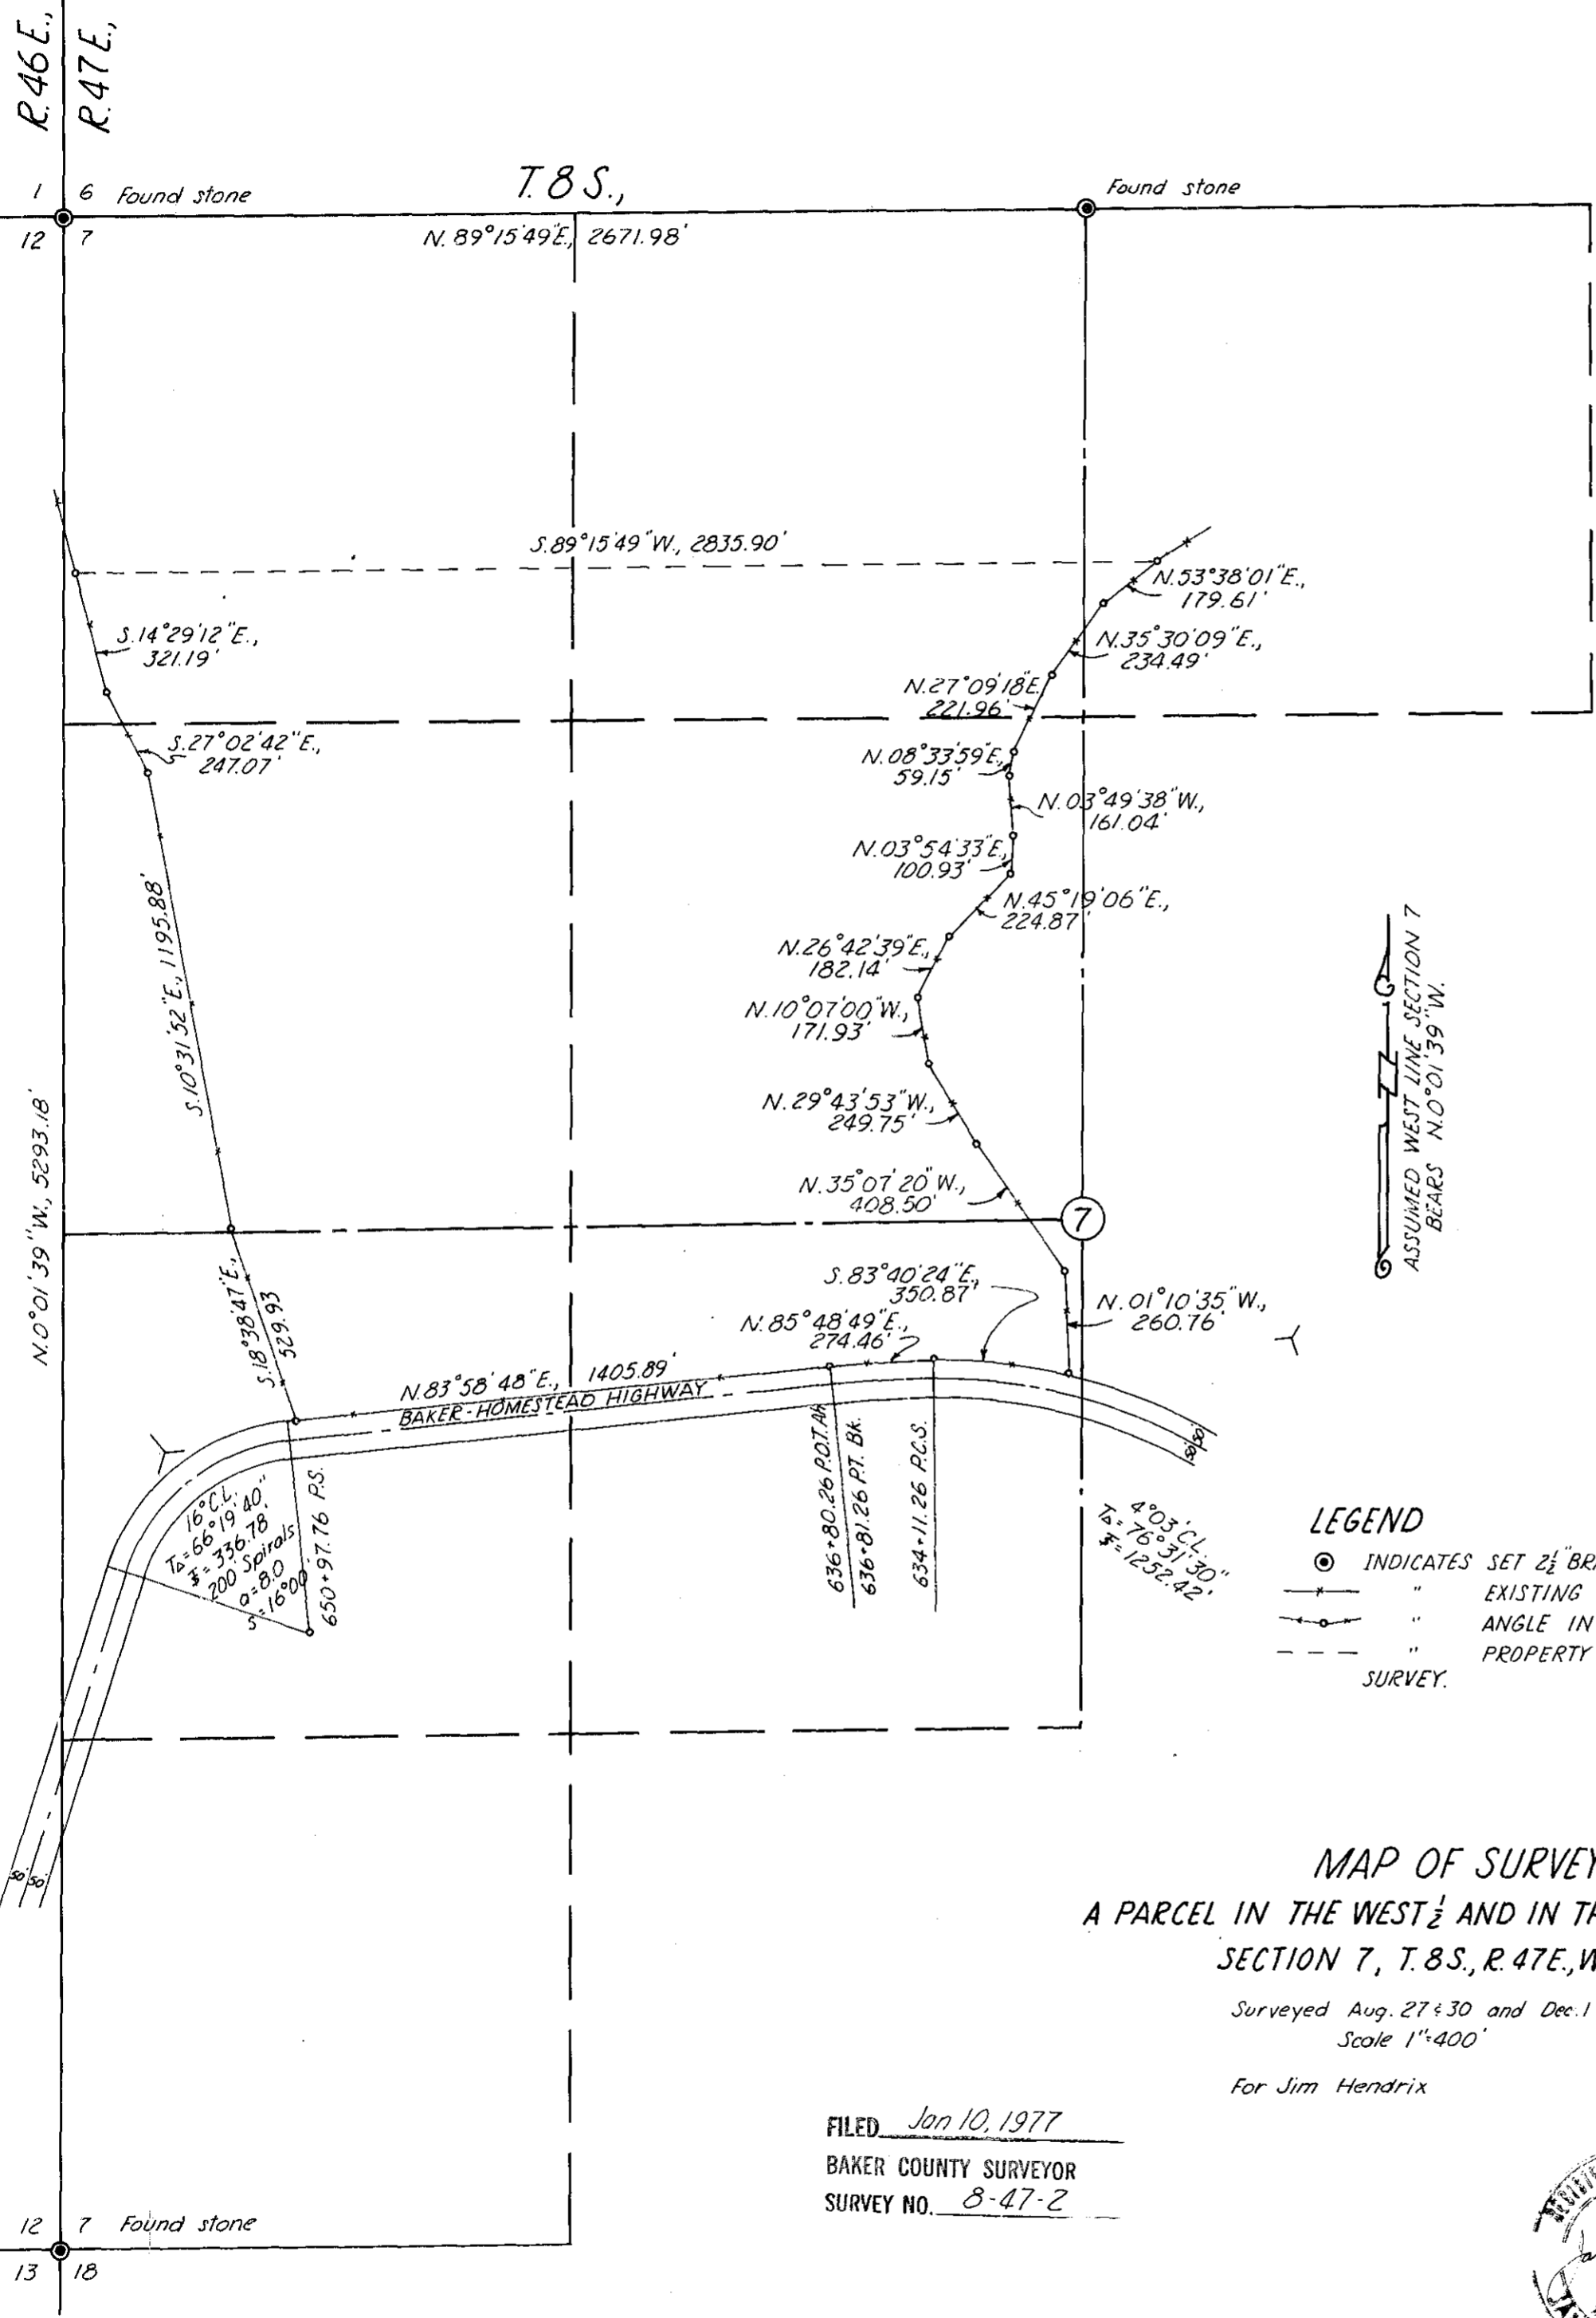 R.46E.,
R.47E.,
T.8S.,
1
6 Found stone
Found stone
12
7
N.89°15'49"E., 2671.98'
S.89°15'49"W., 2835.90'
N.53°38'01"E.,
179.61'
S.14°29'12"E.,
321.19'
N.35°30'09"E.,
234.49'
N.27°09'18"E.
221.96'
S.27°02'42"E.,
247.07'
N.08°33'59"E.,
59.15'
N.03°49'38"W.,
161.04'
N.03°54'33"E.,
100.93'
N.45°19'06"E.,
224.87'
S.10°31'52"E., 1195.88'
N.26°42'39"E.,
182.14'
N.10°07'00"W.,
171.93'
ASSUMED WEST LINE SECTION 7
BEARS N.0°01'39"W.
N.0°01'39"W., 5293.18'
N.29°43'53"W.,
249.75'
N.35°07'20"W.,
408.50'
7
S.18°38'47"E.,
529.93
S.83°40'24"E.,
350.87'
N.01°10'35"W.,
260.76'
N.85°48'49"E.,
274.46'
N.83°58'48"E., 1405.89'
BAKER-HOMESTEAD HIGHWAY
50' 50'
636+80.26 P.O.T. AH
636+81.26 P.T. BK.
634+11.26 P.C.S.
650+97.76 P.S.
16°C.L.
T∆=66°19'40"
=336.78'
200' Spirals
a=8.0
S=16°00'
4°03'C.L.
T∆=76°31'30"
=1252.42'
LEGEND
INDICATES SET 2½" BR
" EXISTING
" ANGLE IN
" PROPERTY
SURVEY.
50' 50'
MAP OF SURVEY
A PARCEL IN THE WEST ½ AND IN TH
SECTION 7, T.8S., R.47E., W
Surveyed Aug. 27 & 30 and Dec. 1
Scale 1"=400'
For Jim Hendrix
FILED Jan 10, 1977
BAKER COUNTY SURVEYOR
SURVEY NO. 8-47-2
12
7 Found stone
13
18